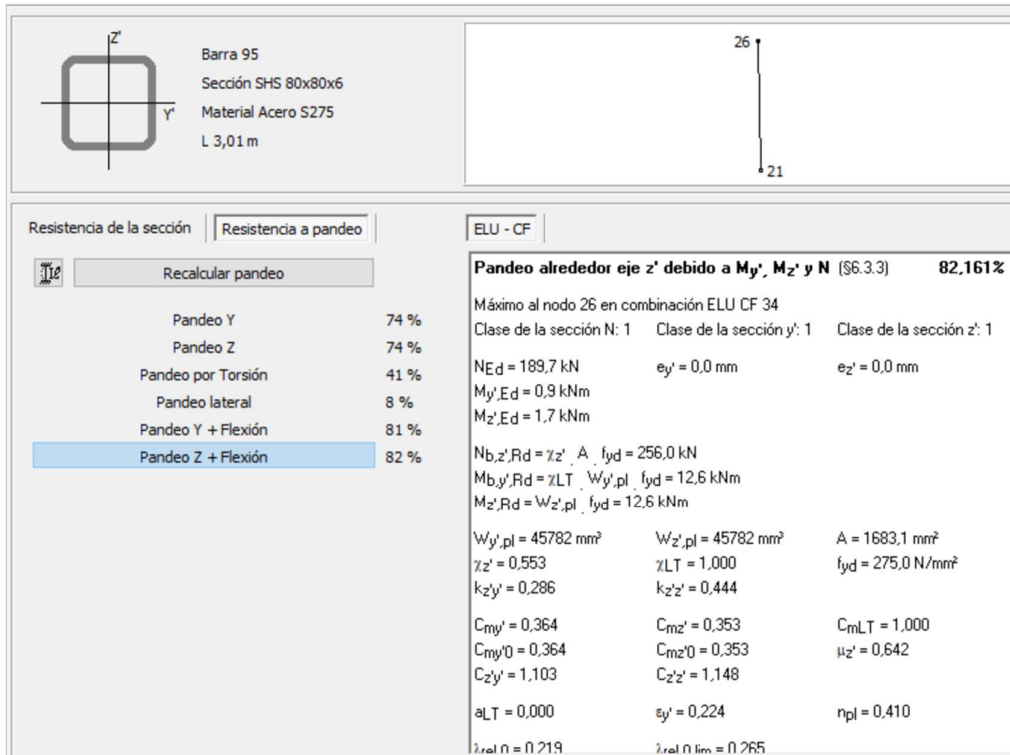 Z'
Y'
Barra 95
Sección SHS 80x80x6
Material Acero S275
L 3,01 m
26
21
Resistencia de la sección Resistencia a pandeo
Recalcular pandeo
Pandeo Y 74 %
Pandeo Z 74 %
Pandeo por Torsión 41 %
Pandeo lateral 8 %
Pandeo Y + Flexión 81 %
Pandeo Z + Flexión 82 %
ELU - CF
Pandeo alrededor eje z' debido a My', Mz' y N (§6.3.3) 82,161%
Máximo al nodo 26 en combinación ELU CF 34
Clase de la sección N: 1 Clase de la sección y': 1 Clase de la sección z': 1
NEd = 189,7 kN ey' = 0,0 mm ez' = 0,0 mm
My',Ed = 0,9 kNm
Mz',Ed = 1,7 kNm
Nb,z',Rd = χz' . A . fyd = 256,0 kN
Mb,y',Rd = χLT . Wy',pl . fyd = 12,6 kNm
Mz',Rd = Wz',pl . fyd = 12,6 kNm
Wy',pl = 45782 mm³ Wz',pl = 45782 mm³ A = 1683,1 mm²
χz' = 0,553 χLT = 1,000 fyd = 275,0 N/mm²
kz'y' = 0,286 kz'z' = 0,444
Cmy' = 0,364 Cmz' = 0,353 CmLT = 1,000
Cmy'0 = 0,364 Cmz'0 = 0,353 μz' = 0,642
Cz'y' = 1,103 Cz'z' = 1,148
aLT = 0,000 εy' = 0,224 npl = 0,410
λrel,0 = 0,219 λrel,0,lim = 0,265